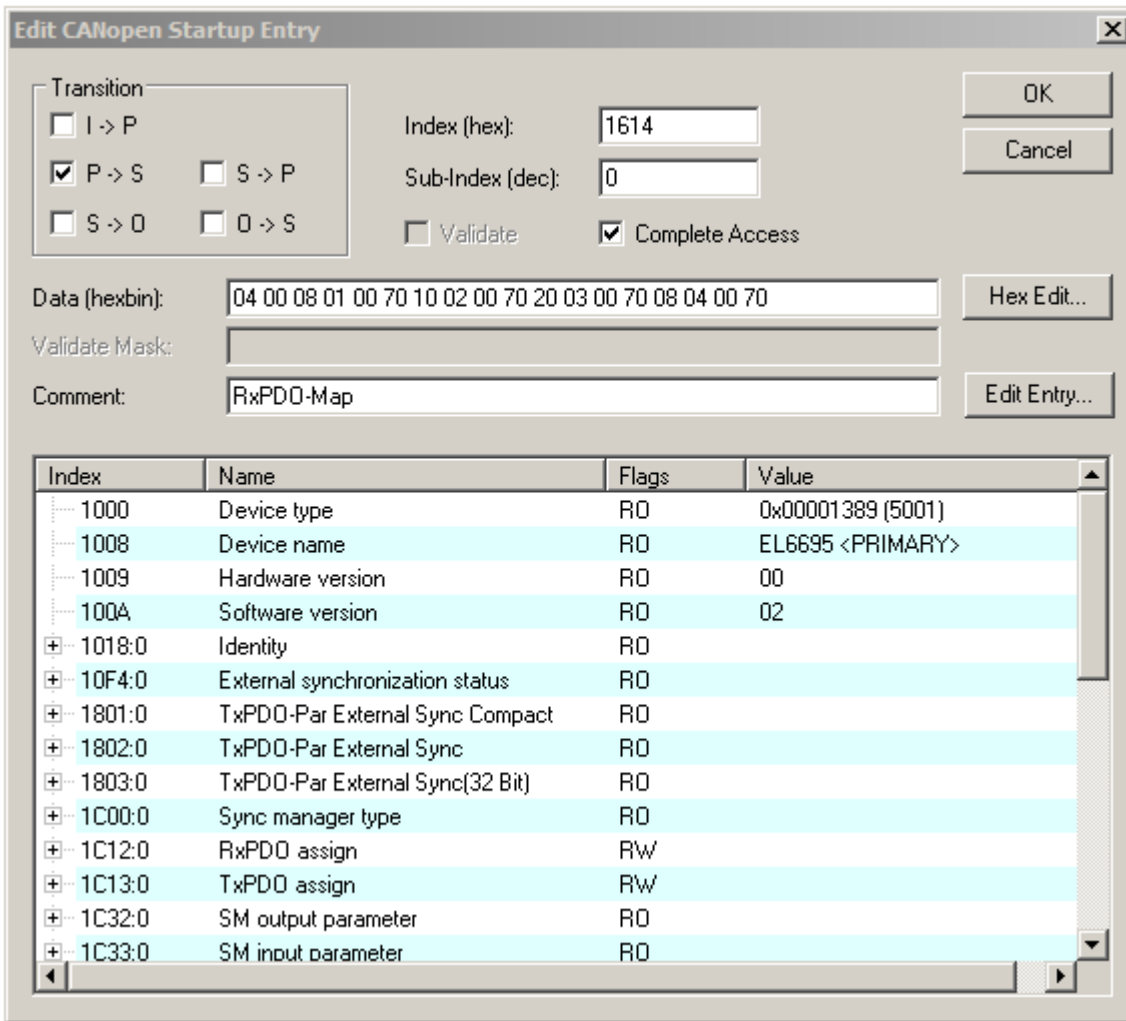 Edit CANopen Startup Entry
Transition
I -> P
P -> S
S -> P
S -> O
O -> S
Index (hex): 1614
Sub-Index (dec): 0
Validate
Complete Access
OK
Cancel
Data (hexbin): 04 00 08 01 00 70 10 02 00 70 20 03 00 70 08 04 00 70
Hex Edit...
Validate Mask:
Comment: RxPDO-Map
Edit Entry...
Index Name Flags Value
1000 Device type RO 0x00001389 (5001)
1008 Device name RO EL6695 <PRIMARY>
1009 Hardware version RO 00
100A Software version RO 02
1018:0 Identity RO
10F4:0 External synchronization status RO
1801:0 TxPDO-Par External Sync Compact RO
1802:0 TxPDO-Par External Sync RO
1803:0 TxPDO-Par External Sync(32 Bit) RO
1C00:0 Sync manager type RO
1C12:0 RxPDO assign RW
1C13:0 TxPDO assign RW
1C32:0 SM output parameter RO
1C33:0 SM input parameter RO